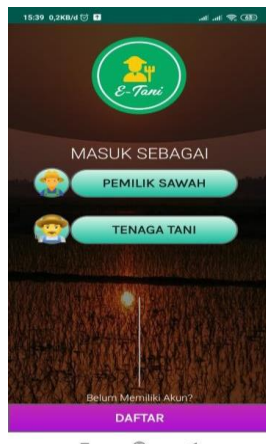 15:39 0,2KB/d
E-Tani
MASUK SEBAGAI
PEMILIK SAWAH
TENAGA TANI
Belum Memiliki Akun?
DAFTAR